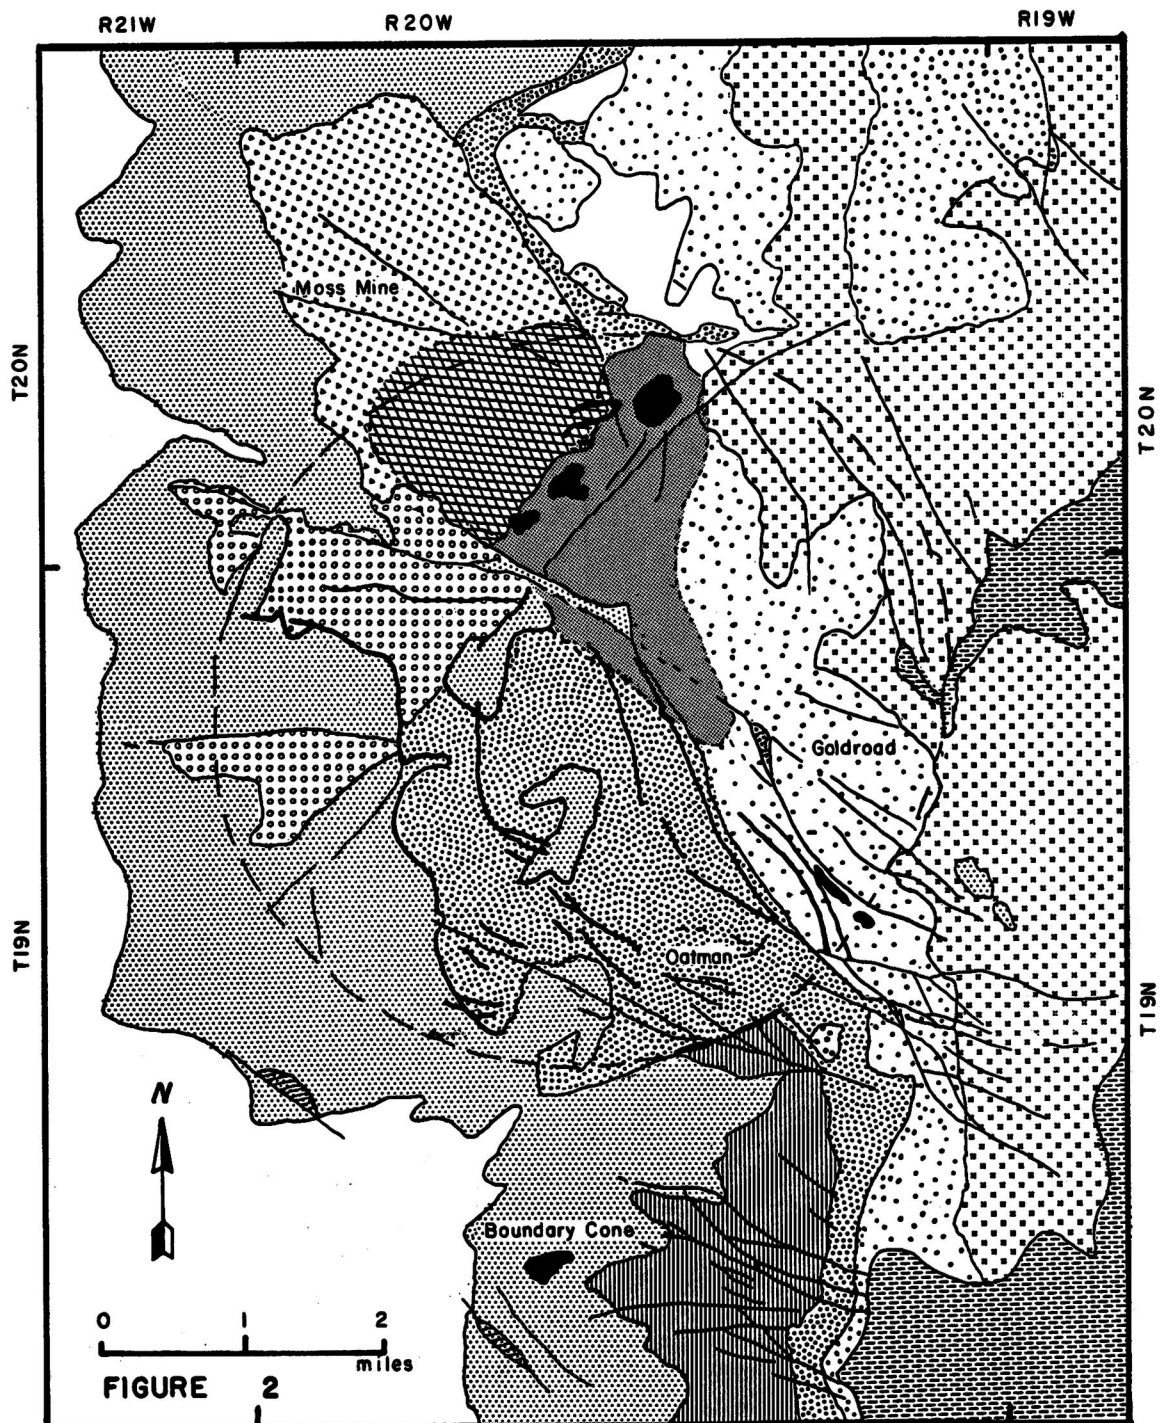 R21W R20W R19W
Moss Mine
T20N
T20N
Goldroad
T19N
Oatman
T19N
N
Boundary Cone
0 1 2
miles
FIGURE 2